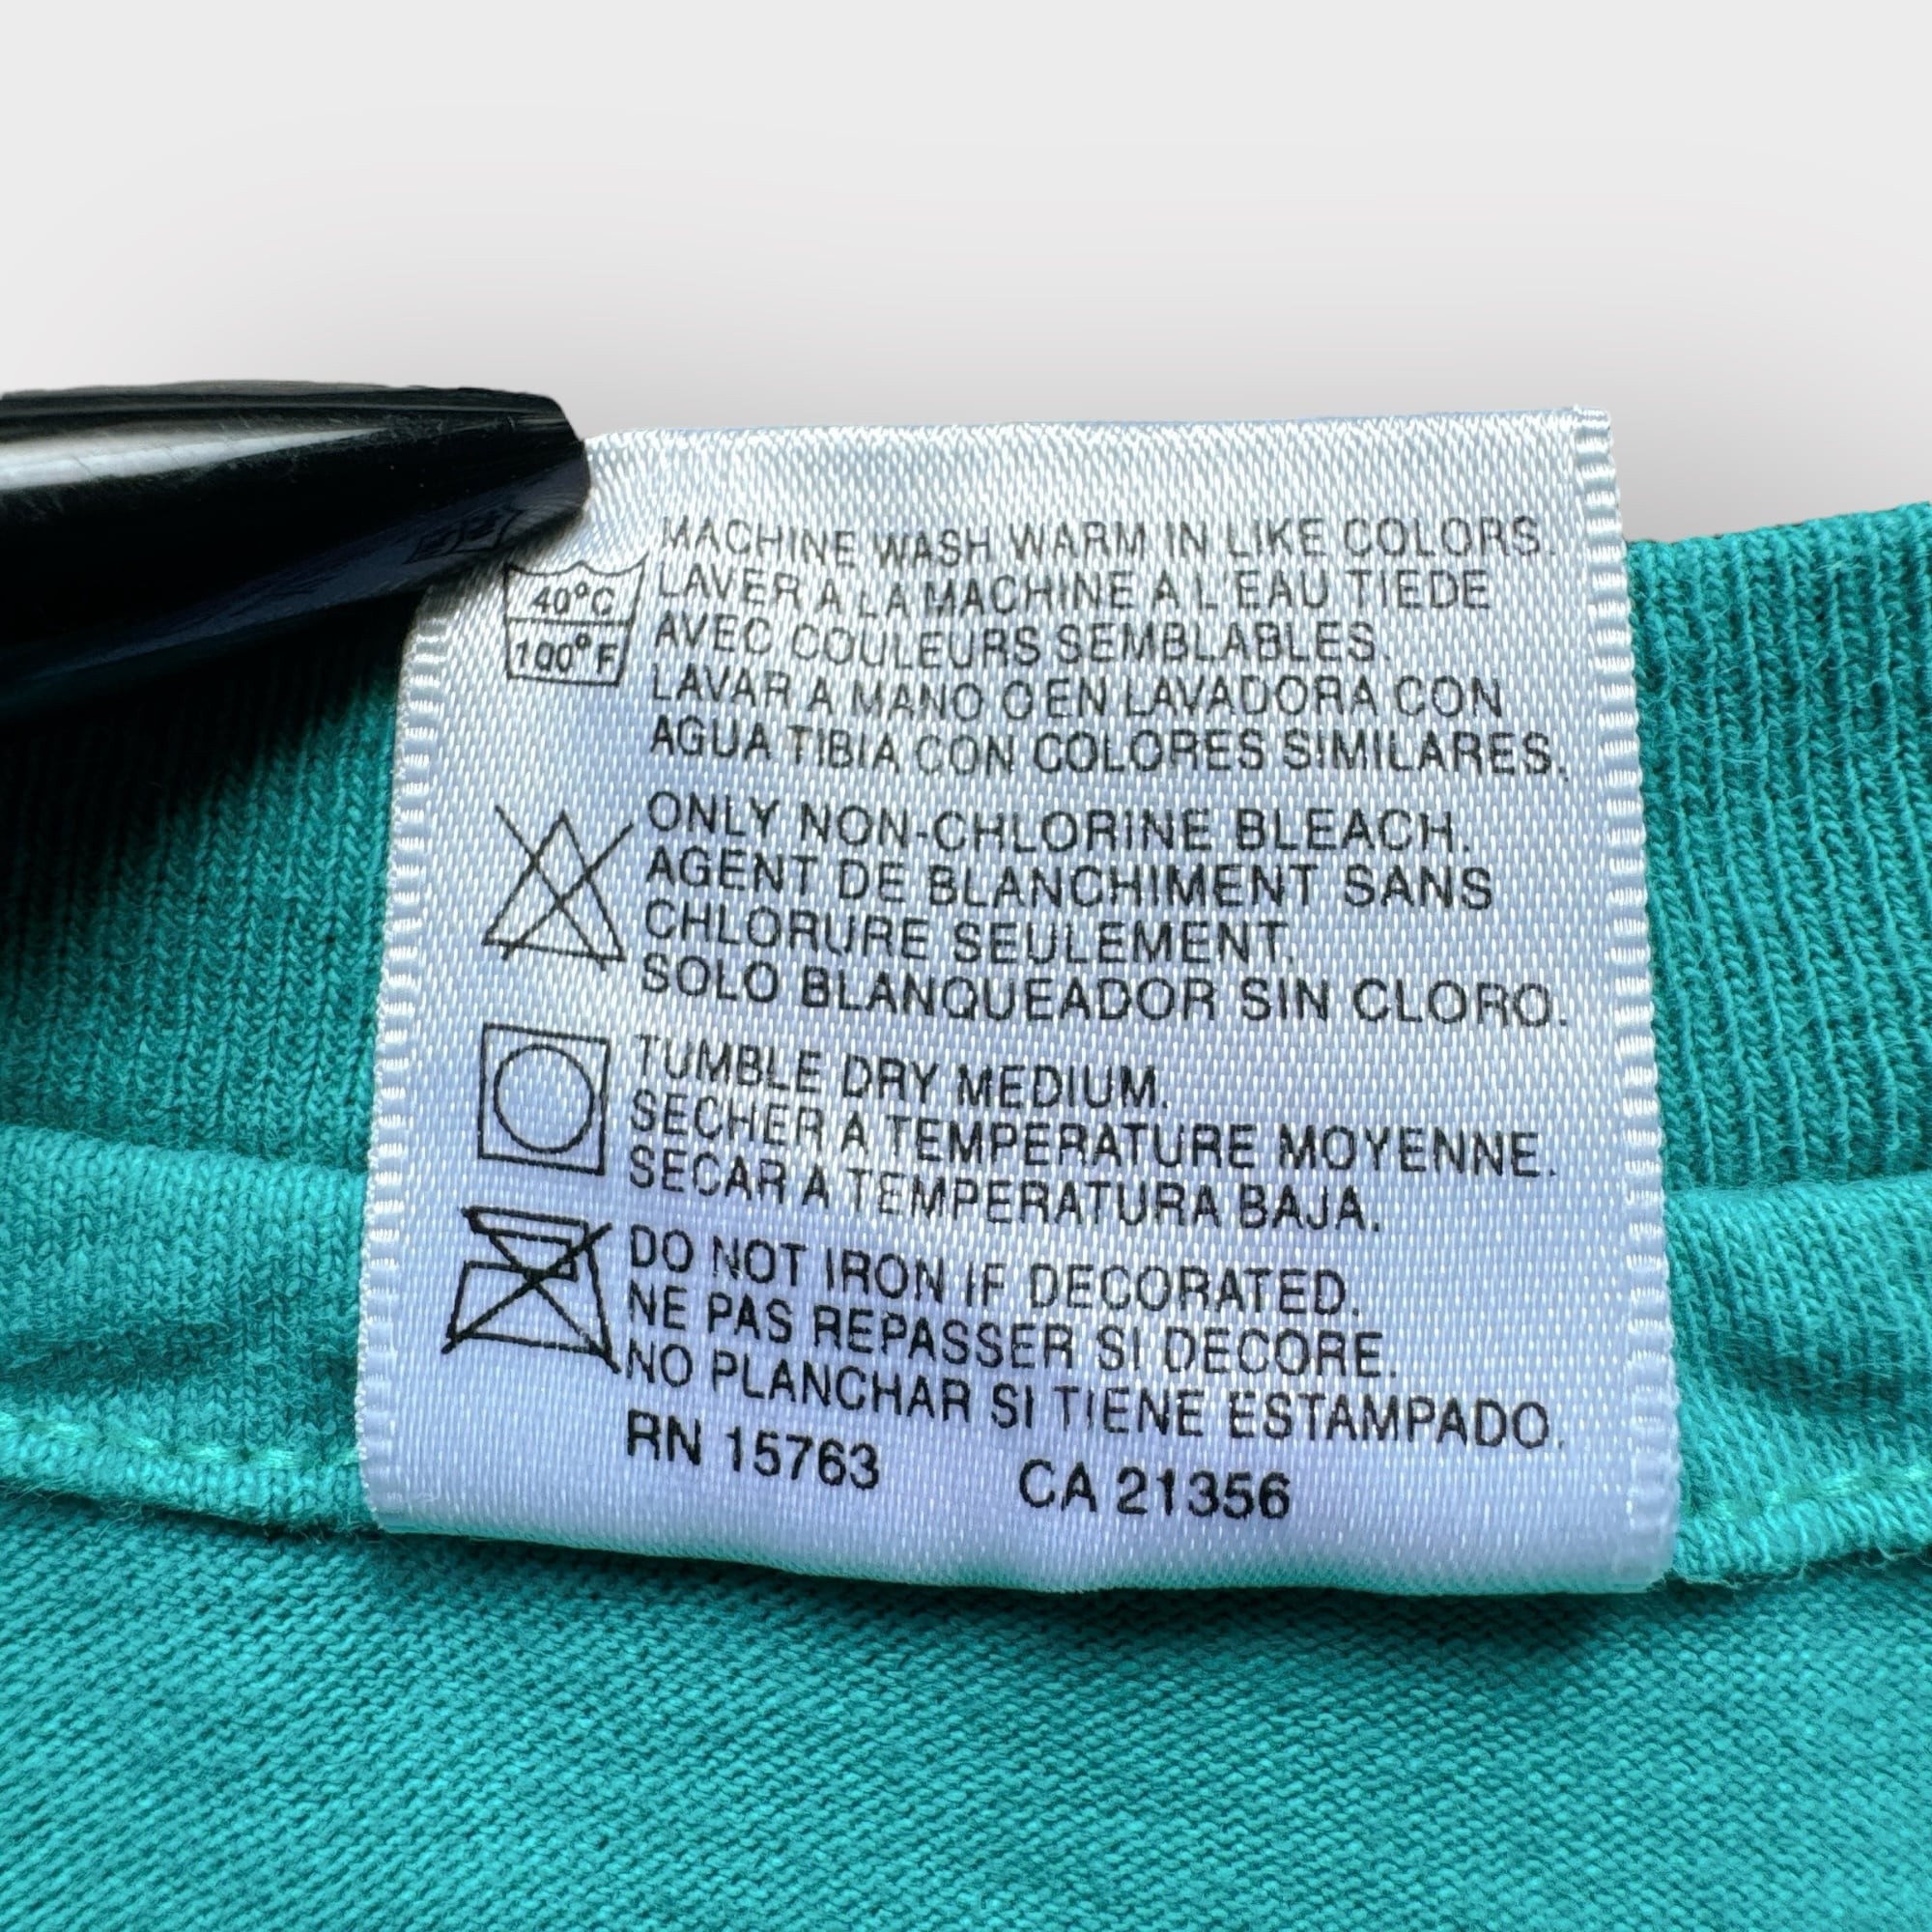 MACHINE WASH WARM IN LIKE COLORS.
LAVER A LA MACHINE A L'EAU TIEDE
AVEC COULEURS SEMBLABLES.
LAVAR A MANO O EN LAVADORA CON
AGUA TIBIA CON COLORES SIMILARES.
40°C
100°F
ONLY NON-CHLORINE BLEACH.
AGENT DE BLANCHIMENT SANS
CHLORURE SEULEMENT.
SOLO BLANQUEADOR SIN CLORO.
TUMBLE DRY MEDIUM.
SECHER A TEMPERATURE MOYENNE.
SECAR A TEMPERATURA BAJA.
DO NOT IRON IF DECORATED.
NE PAS REPASSER SI DECORE.
NO PLANCHAR SI TIENE ESTAMPADO.
RN 15763 CA 21356